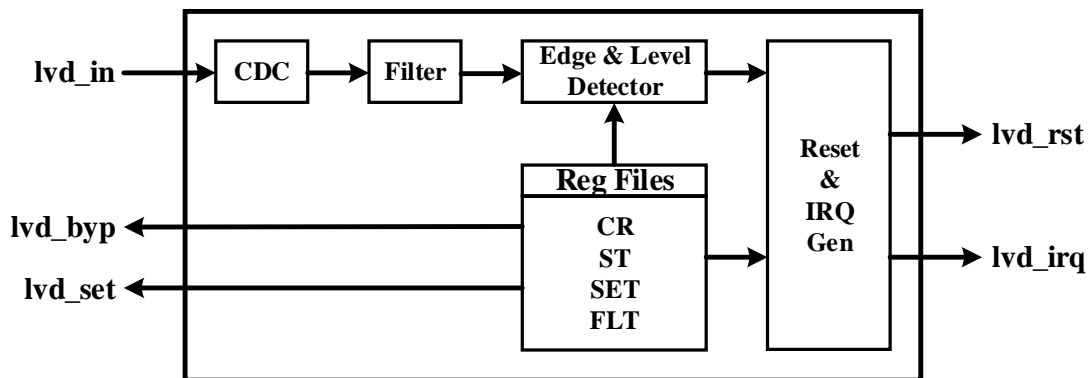 lvd_in
CDC
Filter
Edge & Level
Detector
Reg Files
CR
ST
SET
FLT
Reset
&
IRQ
Gen
lvd_rst
lvd_irq
lvd_byp
lvd_set